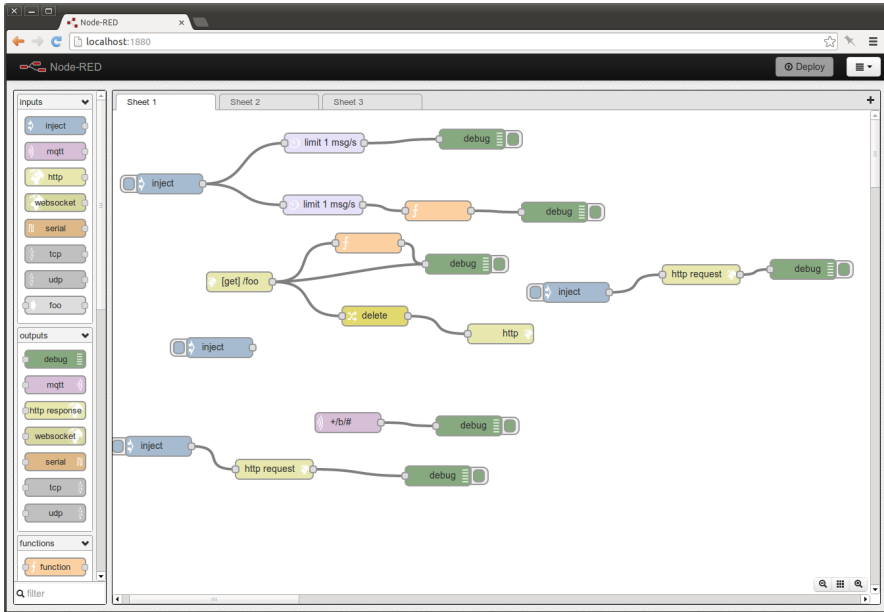 Node-RED
localhost:1880
Node-RED
Deploy
inputs
inject
mqtt
http
websocket
serial
tcp
udp
foo
outputs
debug
mqtt
http response
websocket
serial
tcp
udp
functions
function
filter
Sheet 1
Sheet 2
Sheet 3
limit 1 msg/s
debug
inject
limit 1 msg/s
debug
[get] /foo
debug
delete
http
inject
http request
debug
inject
+/b/#
debug
inject
http request
debug